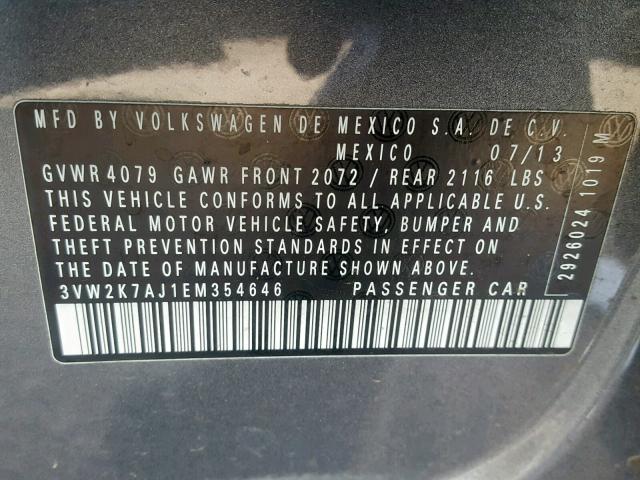 MFD BY VOLKSWAGEN DE MEXICO S.A. DE C.V.
MEXICO 07/13
GVWR 4079 GAWR FRONT 2072 / REAR 2116 LBS
THIS VEHICLE CONFORMS TO ALL APPLICABLE U.S.
FEDERAL MOTOR VEHICLE SAFETY, BUMPER AND
THEFT PREVENTION STANDARDS IN EFFECT ON
THE DATE OF MANUFACTURE SHOWN ABOVE.
3VW2K7AJ1EM354646 PASSENGER CAR
2926024 1019 M